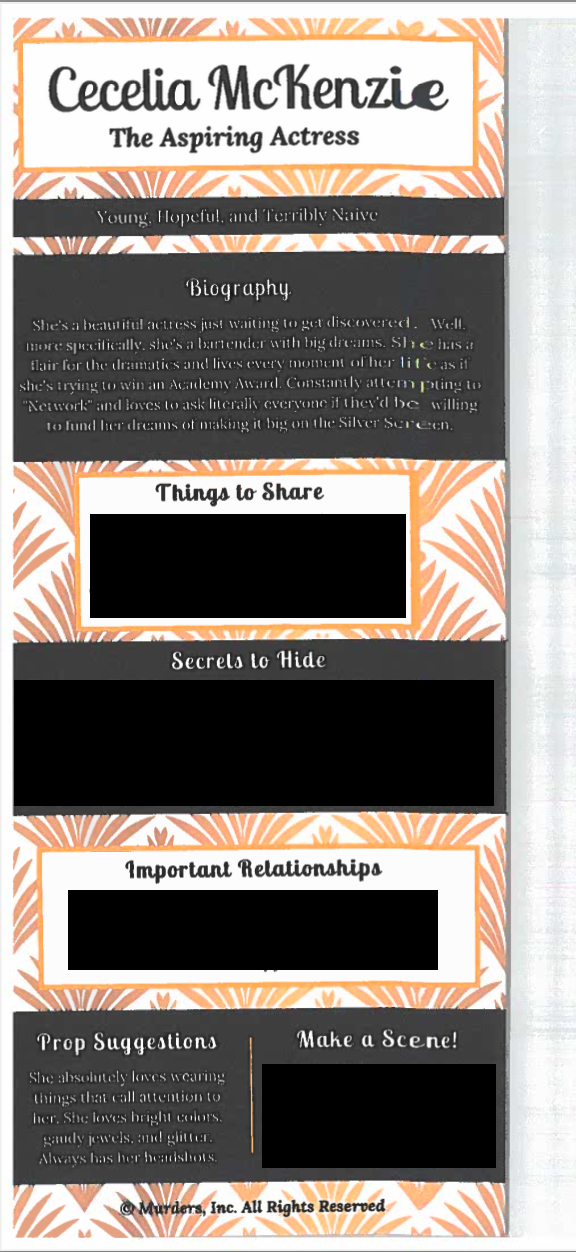 Cecelia McKenzie
The Aspiring Actress
Young, Hopeful, and Terribly Naive
Biography
She's a beautiful actress just waiting to get discovered. Well,
more specifically, she's a bartender with big dreams. She has a
flair for the dramatics and lives every moment of her life as if
she's trying to win an Academy Award. Constantly attempting to
"Network" and loves to ask literally everyone if they'd be willing
to fund her dreams of making it big on the Silver Screen.
Things to Share
Secrets to Hide
Important Relationships
Prop Suggestions
She absolutely loves wearing
things that call attention to
her. She loves bright colors,
gaudy jewels, and glitter.
Always has her headshots.
Make a Scene!
© Murders, Inc. All Rights Reserved